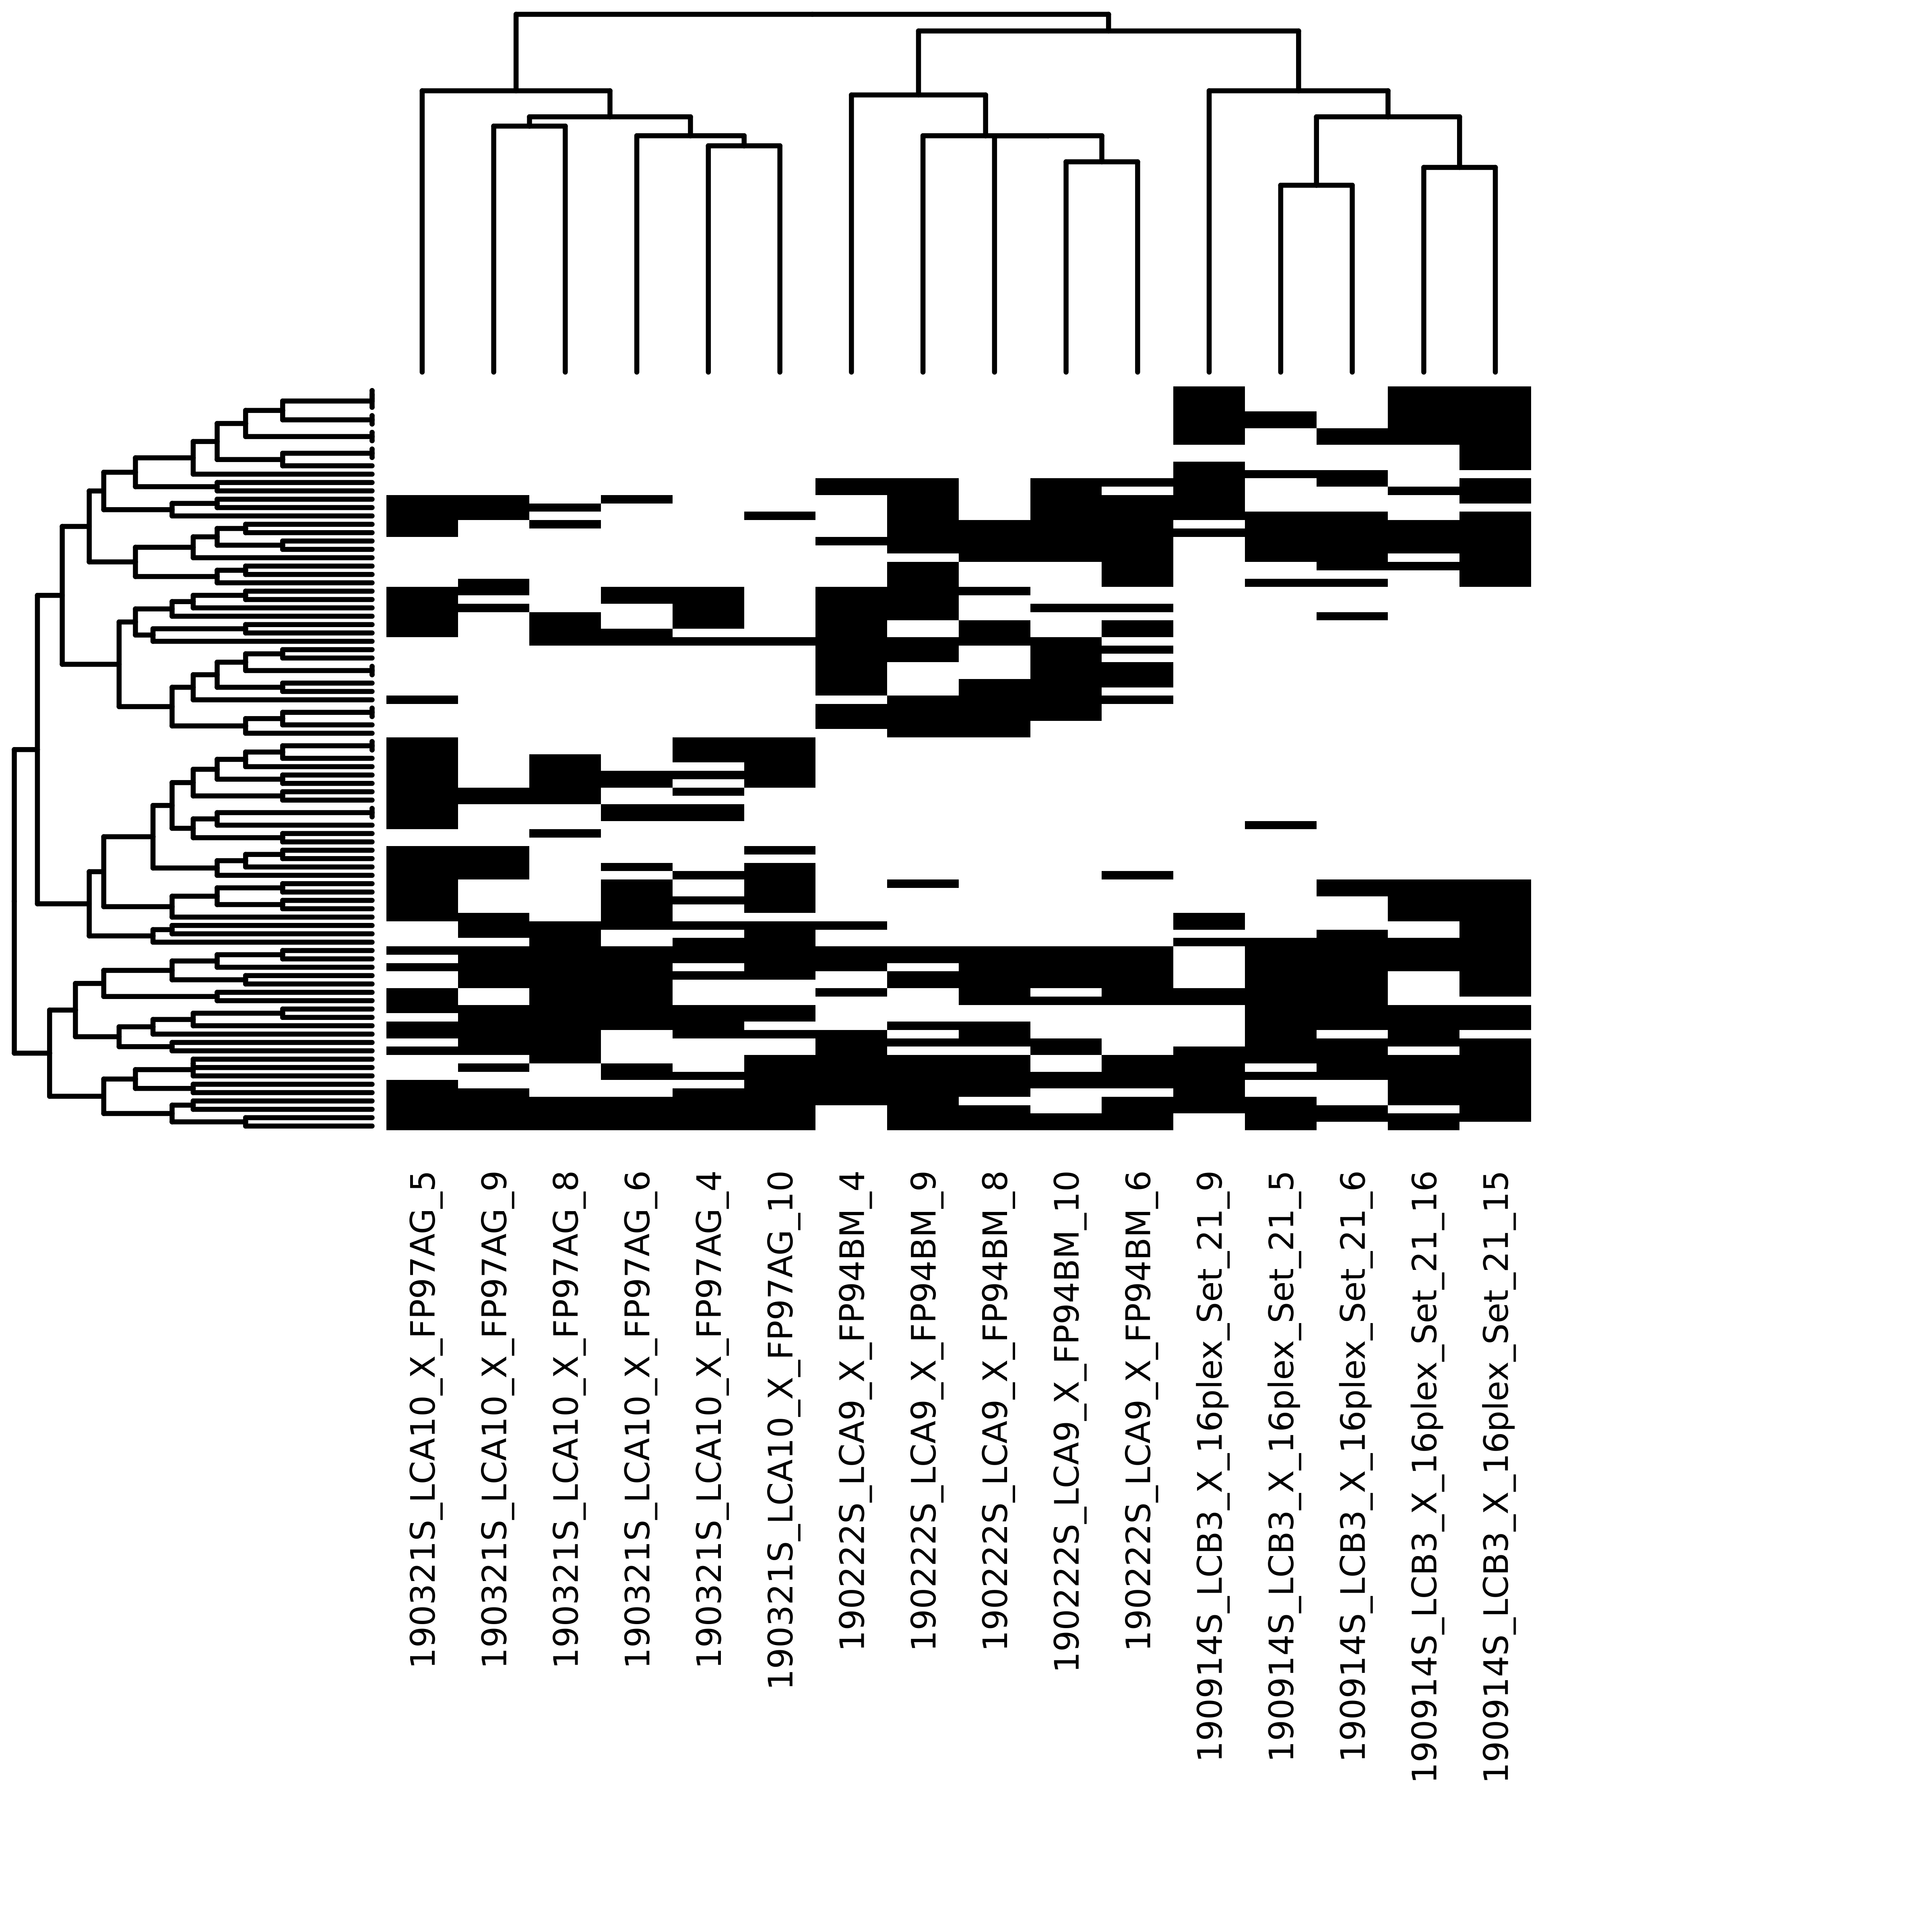 190321S_LCA10_X_FP97AG_5
190321S_LCA10_X_FP97AG_9
190321S_LCA10_X_FP97AG_8
190321S_LCA10_X_FP97AG_6
190321S_LCA10_X_FP97AG_4
190321S_LCA10_X_FP97AG_10
190222S_LCA9_X_FP94BM_4
190222S_LCA9_X_FP94BM_9
190222S_LCA9_X_FP94BM_8
190222S_LCA9_X_FP94BM_10
190222S_LCA9_X_FP94BM_6
190914S_LCB3_X_16plex_Set_21_9
190914S_LCB3_X_16plex_Set_21_5
190914S_LCB3_X_16plex_Set_21_6
190914S_LCB3_X_16plex_Set_21_16
190914S_LCB3_X_16plex_Set_21_15